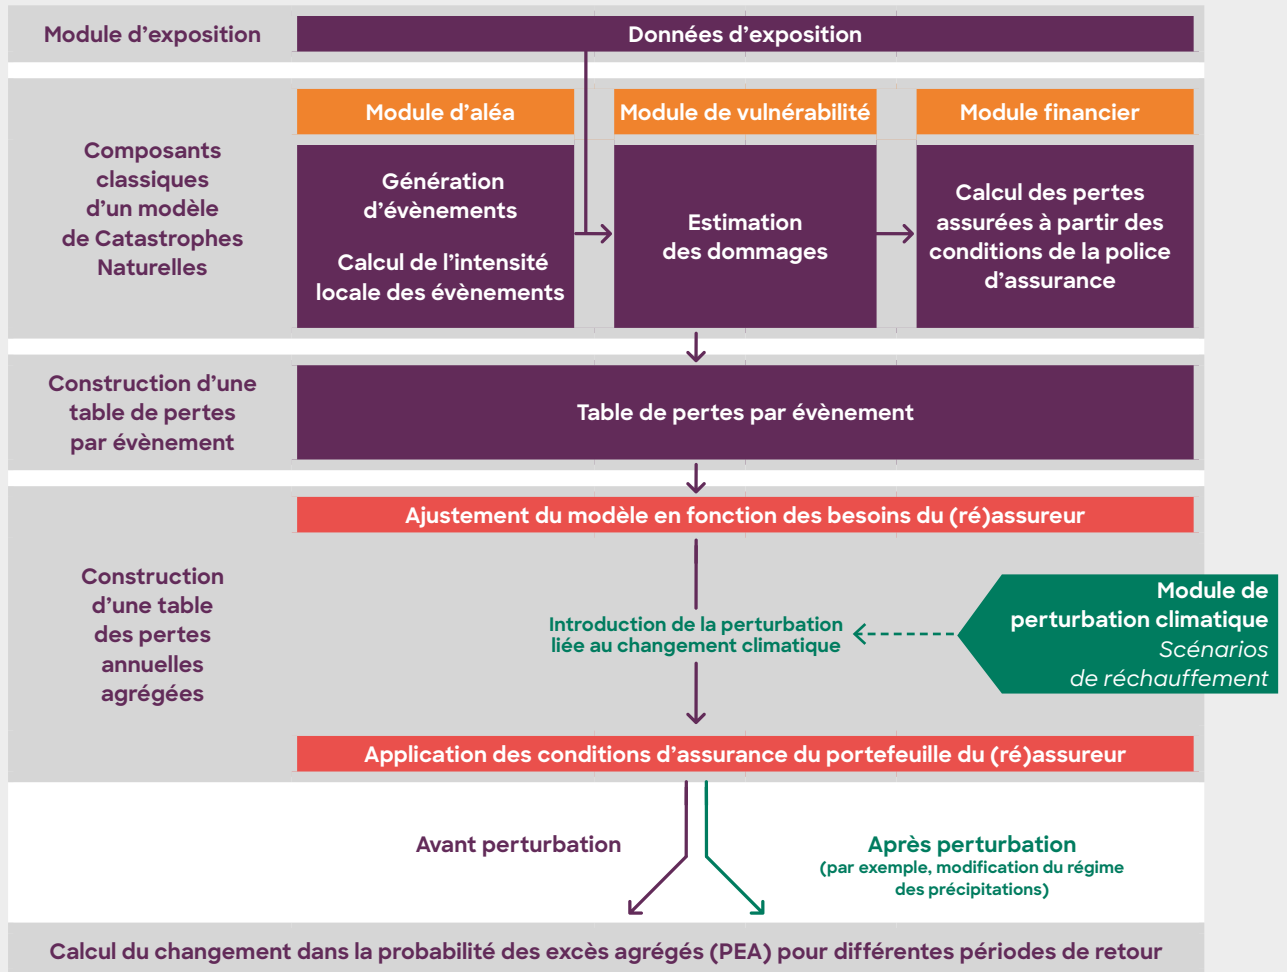 Module d'exposition
Données d'exposition
Composants
classiques
d'un modèle
de Catastrophes
Naturelles
Module d'aléa
Génération
d'évènements
Calcul de l'intensité
locale des évènements
Module de vulnérabilité
Estimation
des dommages
Module financier
Calcul des pertes
assurées à partir des
conditions de la police
d'assurance
Construction d'une
table de pertes
par évènement
Table de pertes par évènement
Construction
d'une table
des pertes
annuelles
agrégées
Ajustement du modèle en fonction des besoins du (ré)assureur
Introduction de la perturbation
liée au changement climatique
Module de
perturbation climatique
Scénarios
de réchauffement
Application des conditions d'assurance du portefeuille du (ré)assureur
Avant perturbation
Après perturbation
(par exemple, modification du régime
des précipitations)
Calcul du changement dans la probabilité des excès agrégés (PEA) pour différentes périodes de retour